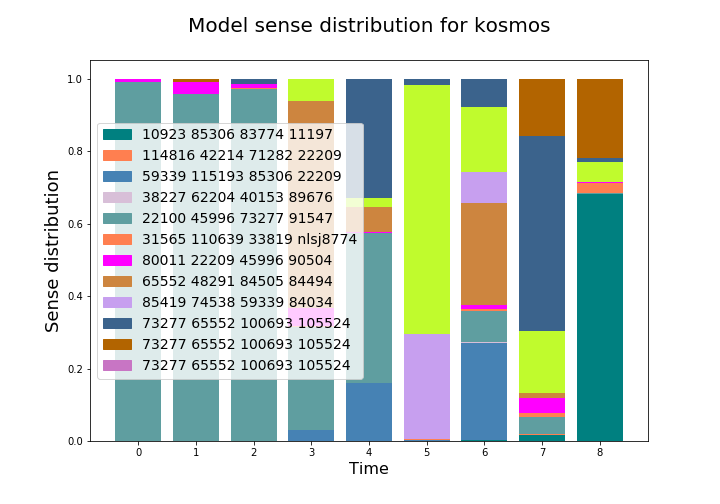 Model sense distribution for kosmos
Sense distribution
1.0
0.8
0.6
0.4
0.2
0.0
10923 85306 83774 11197
114816 42214 71282 22209
59339 115193 85306 22209
38227 62204 40153 89676
22100 45996 73277 91547
31565 110639 33819 nlsj8774
80011 22209 45996 90504
65552 48291 84505 84494
85419 74538 59339 84034
73277 65552 100693 105524
73277 65552 100693 105524
73277 65552 100693 105524
0 1 2 3 4 5 6 7 8
Time